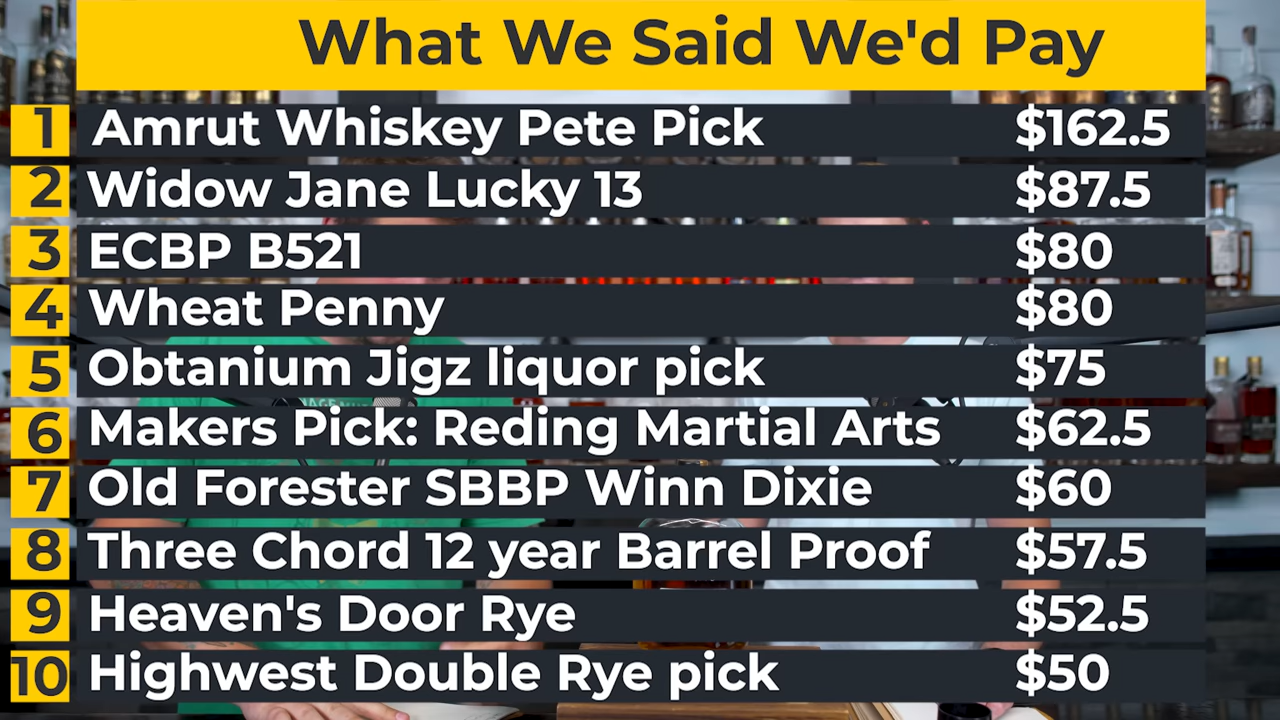 What We Said We'd Pay
1 Amrut Whiskey Pete Pick $162.5
2 Widow Jane Lucky 13 $87.5
3 ECBP B521 $80
4 Wheat Penny $80
5 Obtanium Jigz liquor pick $75
6 Makers Pick: Reding Martial Arts $62.5
7 Old Forester SBBP Winn Dixie $60
8 Three Chord 12 year Barrel Proof $57.5
9 Heaven's Door Rye $52.5
10 Highwest Double Rye pick $50